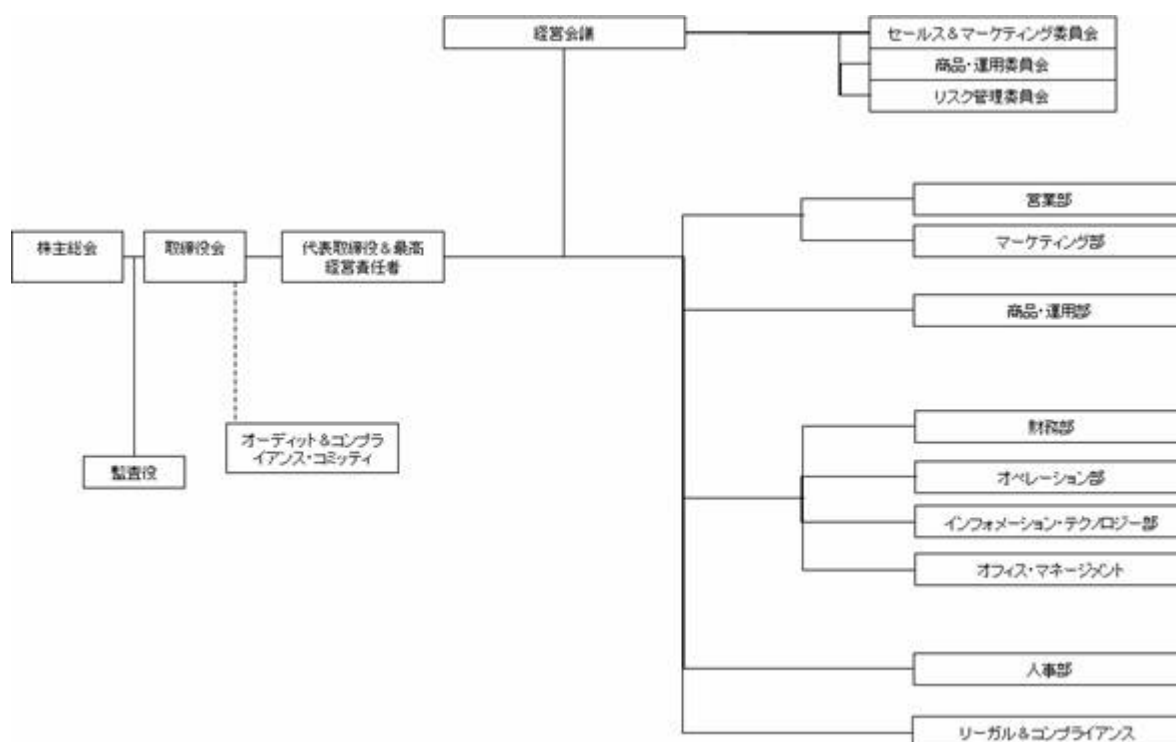 経営会議
セールス&マーケティング委員会
商品・運用委員会
リスク管理委員会
株主総会
取締役会
代表取締役&最高
経営責任者
監査役
オーディット&コンプラ
イアンス・コミッティ
営業部
マーケティング部
商品・運用部
財務部
オペレーション部
インフォメーション・テクノロジー部
オフィス・マネージメント
人事部
リーガル&コンプライアンス